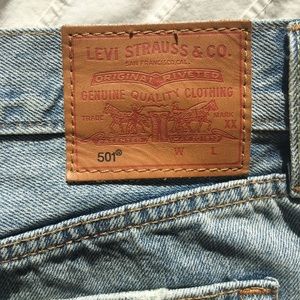 LEVI STRAUSS & CO.
SAN FRANCISCO, CAL.
ORIGINAL RIVETED
GENUINE QUALITY CLOTHING
TRADE MARK
XX
501® W L